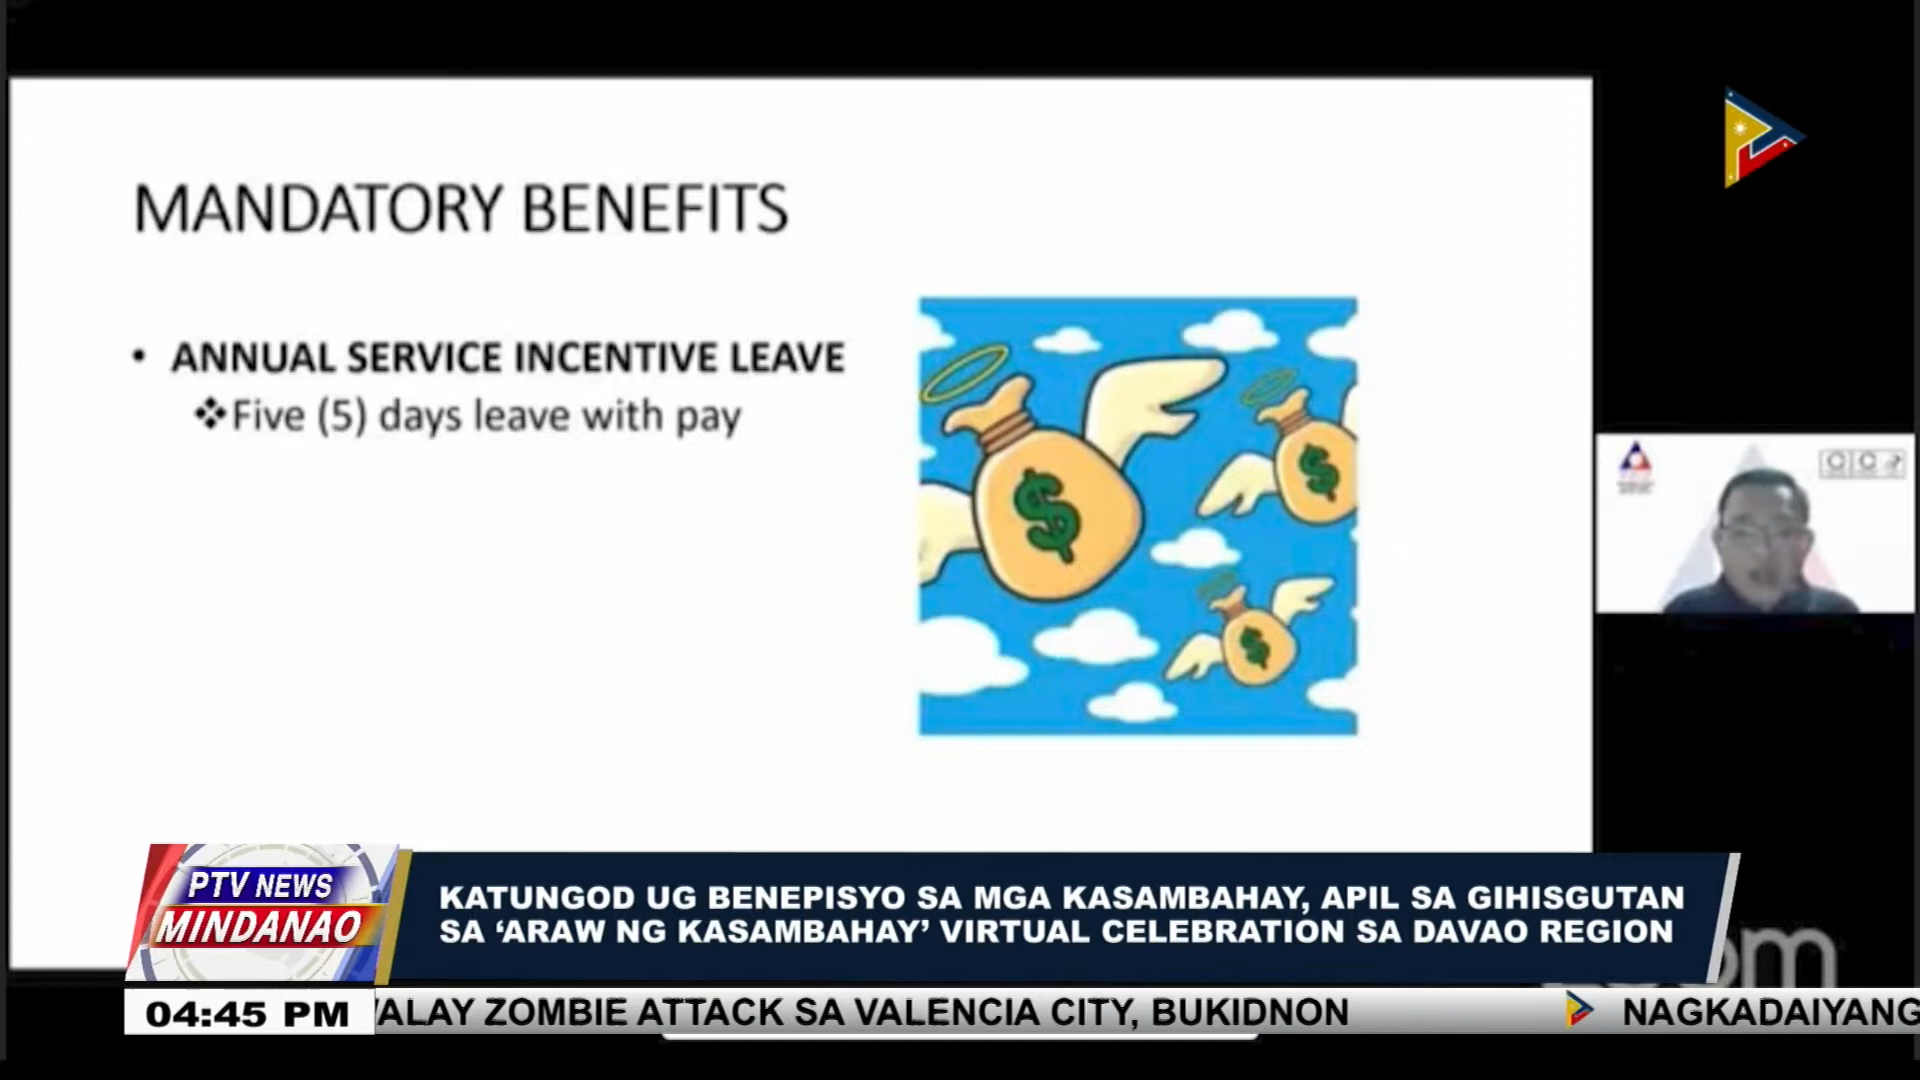 MANDATORY BENEFITS
• ANNUAL SERVICE INCENTIVE LEAVE
❖Five (5) days leave with pay
$
$
$
PTV NEWS
MINDANAO
KATUNGOD UG BENEPISYO SA MGA KASAMBAHAY, APIL SA GIHISGUTAN
SA ‘ARAW NG KASAMBAHAY’ VIRTUAL CELEBRATION SA DAVAO REGION
04:45 PM
ALAY ZOMBIE ATTACK SA VALENCIA CITY, BUKIDNON
NAGKADAIYANG